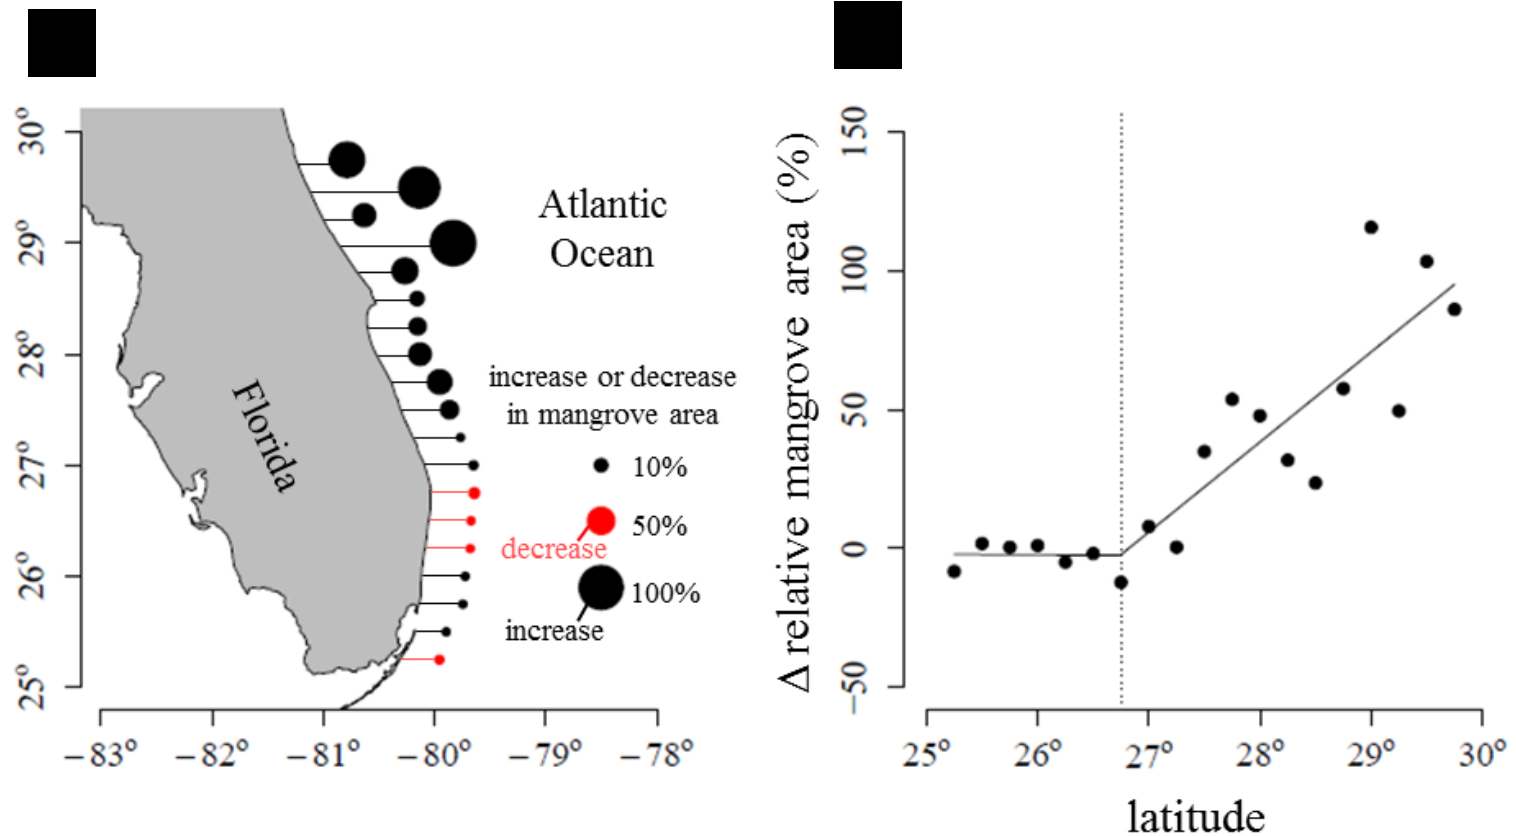 30°
29°
28°
27°
26°
25°
−83°
−82°
−81°
−80°
−79°
−78°
Florida
Atlantic
Ocean
increase or decrease
in mangrove area
10%
50%
decrease
100%
increase
Δ relative mangrove area (%)
150
100
50
0
−50
25°
26°
27°
28°
29°
30°
latitude